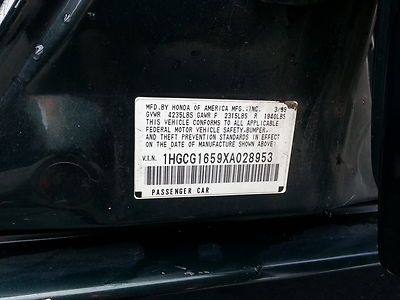 MFD.BY HONDA OF AMERICA MFG.,INC. 3/99
GVWR 4235LBS GAWR F 2315LBS R 1940LBS
THIS VEHICLE CONFORMS TO ALL APPLICABLE
FEDERAL MOTOR VEHICLE SAFETY,BUMPER,
AND THEFT PREVENTION STANDARDS IN EFFECT
ON THE DATE OF MANUFACTURE SHOWN ABOVE.
V.I.N. 1HGCG1659XA028953
PASSENGER CAR